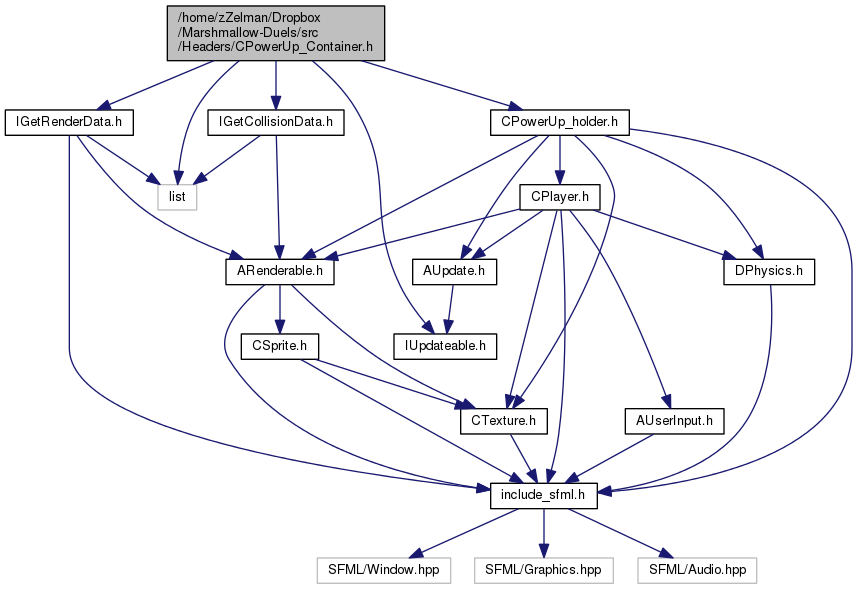 /home/zZelman/Dropbox
/Marshmallow-Duels/src
/Headers/CPowerUp_Container.h
IGetRenderData.h
IGetCollisionData.h
CPowerUp_holder.h
list
CPlayer.h
ARenderable.h
AUpdate.h
DPhysics.h
CSprite.h
IUpdateable.h
CTexture.h
AUserInput.h
include_sfml.h
SFML/Window.hpp
SFML/Graphics.hpp
SFML/Audio.hpp